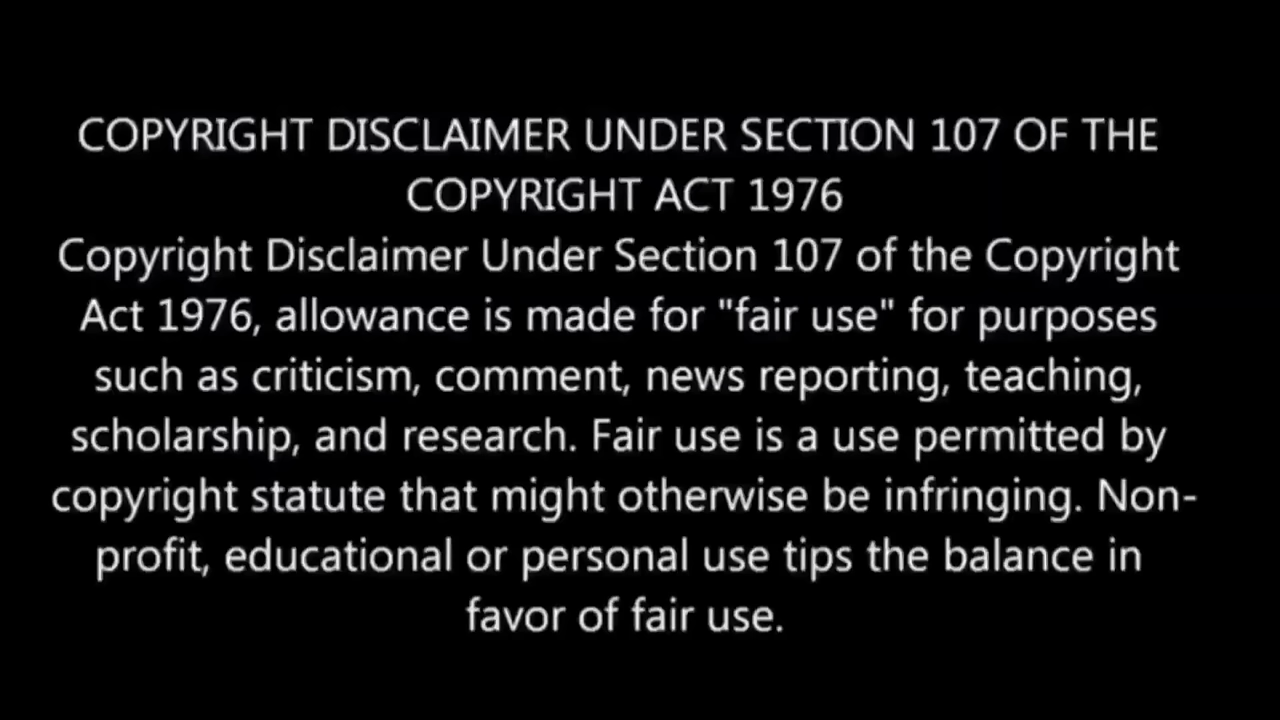 COPYRIGHT DISCLAIMER UNDER SECTION 107 OF THE
COPYRIGHT ACT 1976
Copyright Disclaimer Under Section 107 of the Copyright
Act 1976, allowance is made for "fair use" for purposes
such as criticism, comment, news reporting, teaching,
scholarship, and research. Fair use is a use permitted by
copyright statute that might otherwise be infringing. Non-
profit, educational or personal use tips the balance in
favor of fair use.